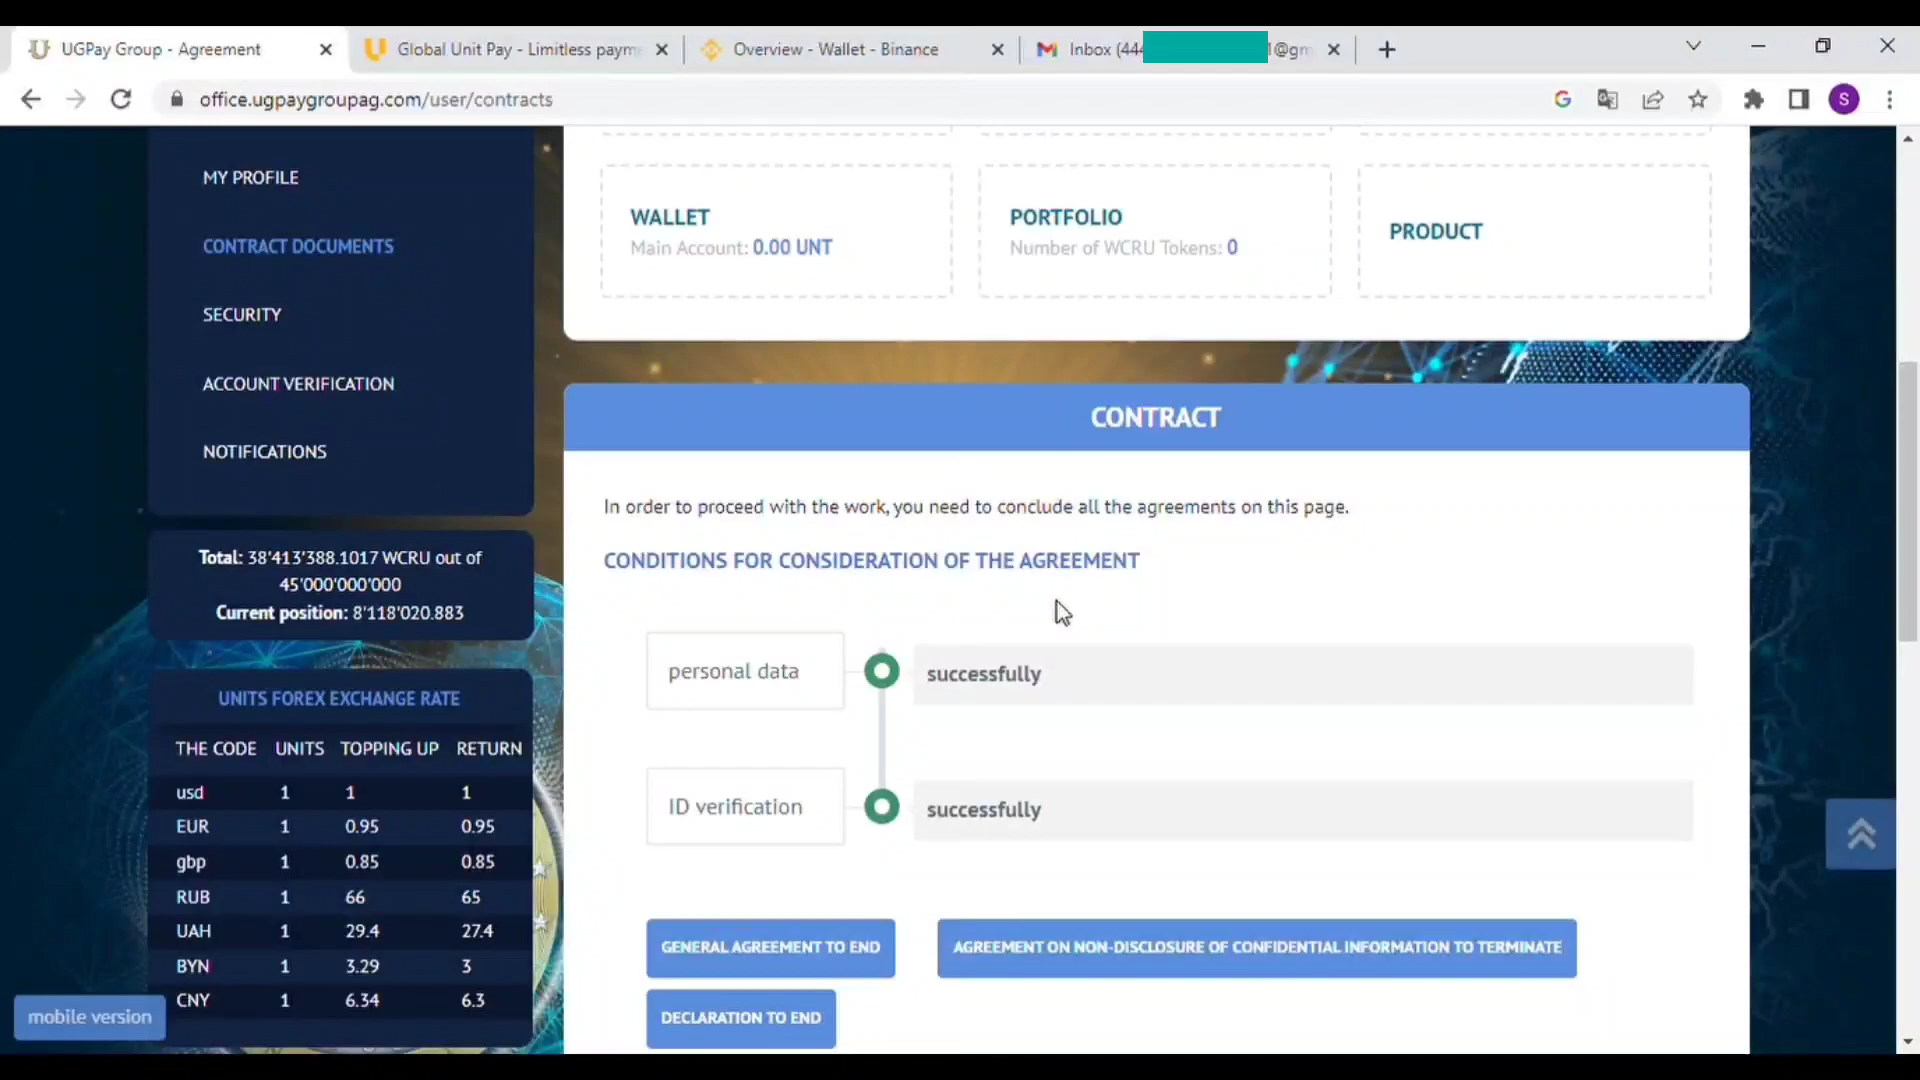 UGPay Group - Agreement
Global Unit Pay - Limitless payme
Overview - Wallet - Binance
Inbox (444
1@gm
office.ugpaygroupag.com/user/contracts
S
MY PROFILE
CONTRACT DOCUMENTS
SECURITY
ACCOUNT VERIFICATION
NOTIFICATIONS
Total: 38'413'388.1017 WCRU out of
45'000'000'000
Current position: 8'118'020.883
UNITS FOREX EXCHANGE RATE
THE CODE UNITS TOPPING UP RETURN
usd 1 1 1
EUR 1 0.95 0.95
gbp 1 0.85 0.85
RUB 1 66 65
UAH 1 29.4 27.4
BYN 1 3.29 3
CNY 1 6.34 6.3
mobile version
WALLET
Main Account: 0.00 UNT
PORTFOLIO
Number of WCRU Tokens: 0
PRODUCT
CONTRACT
In order to proceed with the work, you need to conclude all the agreements on this page.
CONDITIONS FOR CONSIDERATION OF THE AGREEMENT
personal data
successfully
ID verification
successfully
GENERAL AGREEMENT TO END
AGREEMENT ON NON-DISCLOSURE OF CONFIDENTIAL INFORMATION TO TERMINATE
DECLARATION TO END